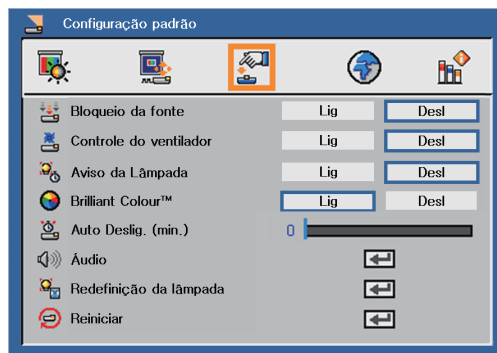 Configuração padrão
Bloqueio da fonte Lig Desl
Controle do ventilador Lig Desl
Aviso da Lâmpada Lig Desl
Brilliant Colour™ Lig Desl
Auto Deslig. (min.) 0
Áudio
Redefinição da lâmpada
Reiniciar